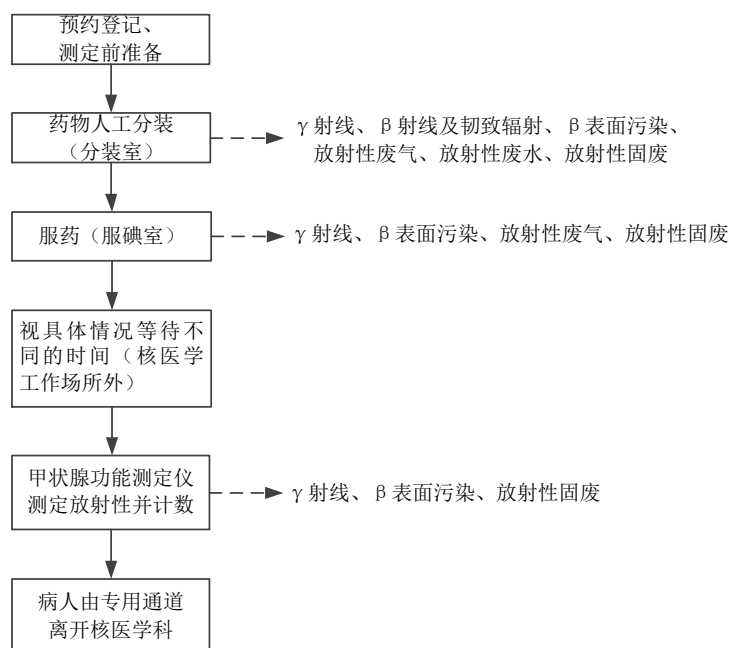 预约登记、
测定前准备
药物人工分装
（分装室）
γ射线、β射线及韧致辐射、β表面污染、
放射性废气、放射性废水、放射性固废
服药（服碘室）
γ射线、β表面污染、放射性废气、放射性固废
视具体情况等待不
同的时间（核医学
工作场所外）
甲状腺功能测定仪
测定放射性并计数
γ射线、β表面污染、放射性固废
病人由专用通道
离开核医学科